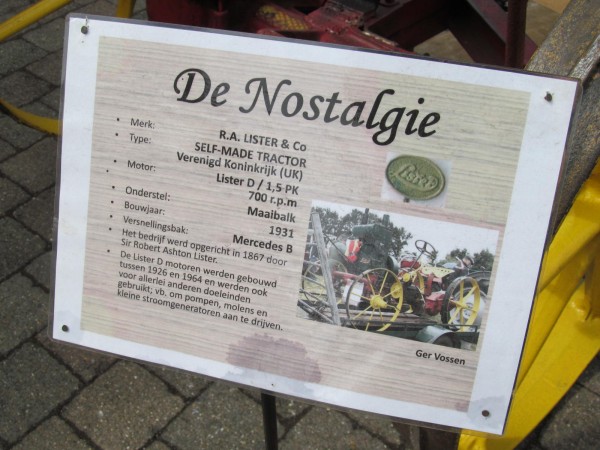 De Nostalgie
• Merk: R.A. LISTER & Co
• Type: SELF-MADE TRACTOR
Verenigd Koninkrijk (UK)
• Motor: Lister D / 1,5 PK
700 r.p.m
• Onderstel: Maaibalk
• Bouwjaar: 1931
• Versnellingsbak: Mercedes B
• Het bedrijf werd opgericht in 1867 door
Sir Robert Ashton Lister.
• De Lister D motoren werden gebouwd
tussen 1926 en 1964 en werden ook
voor allerlei anderen doeleinden
gebruikt; vb. om pompen, molens en
kleine stroomgeneratoren aan te drijven.
Lister
Ger Vossen